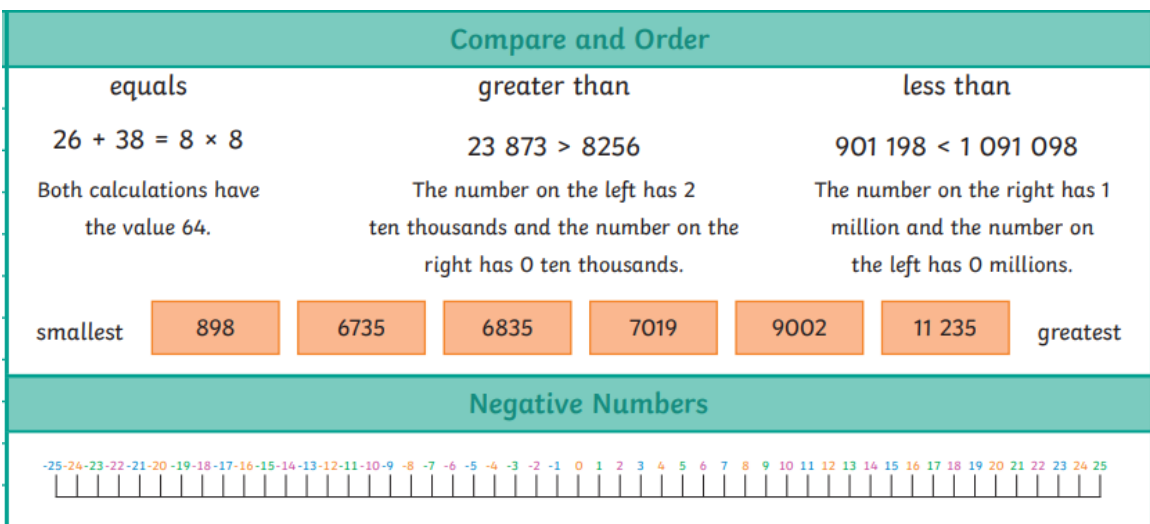 Compare and Order
equals
greater than
less than
26 + 38 = 8 × 8
23 873 > 8256
901 198 < 1 091 098
Both calculations have
the value 64.
The number on the left has 2
ten thousands and the number on the
right has 0 ten thousands.
The number on the right has 1
million and the number on
the left has 0 millions.
smallest 898 6735 6835 7019 9002 11 235 greatest
Negative Numbers
-25 -24 -23 -22 -21 -20 -19 -18 -17 -16 -15 -14 -13 -12 -11 -10 -9 -8 -7 -6 -5 -4 -3 -2 -1 0 1 2 3 4 5 6 7 8 9 10 11 12 13 14 15 16 17 18 19 20 21 22 23 24 25